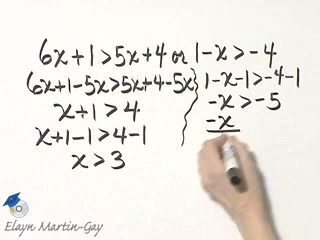 6x+1>5x+4 or 1-x>-4
6x+1-5x>5x+4-5x
x+1>4
x+1-1>4-1
x>3
1-x-1>-4-1
-x>-5
-x
Elayn Martin-Gay